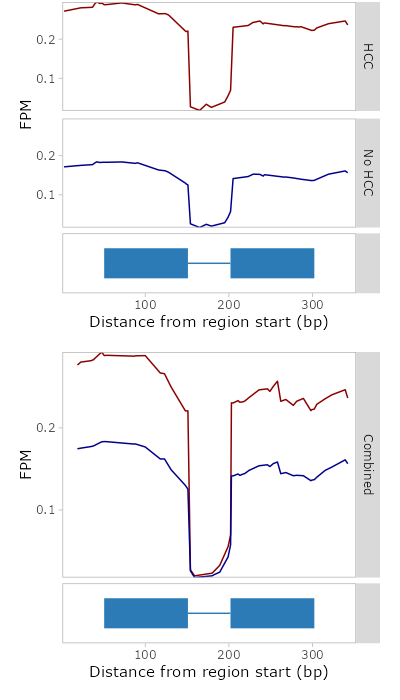 HCC
0.2
0.1
FPM
No HCC
0.2
0.1
100 200 300
Distance from region start (bp)
Combined
0.2
FPM
0.1
100 200 300
Distance from region start (bp)